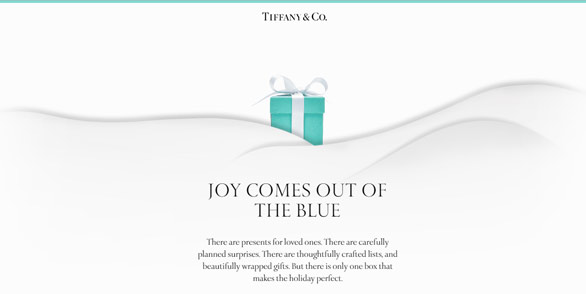 TIFFANY & CO.
JOY COMES OUT OF
THE BLUE
There are presents for loved ones. There are carefully
planned surprises. There are thoughtfully crafted lists, and
beautifully wrapped gifts. But there is only one box that
makes the holiday perfect.